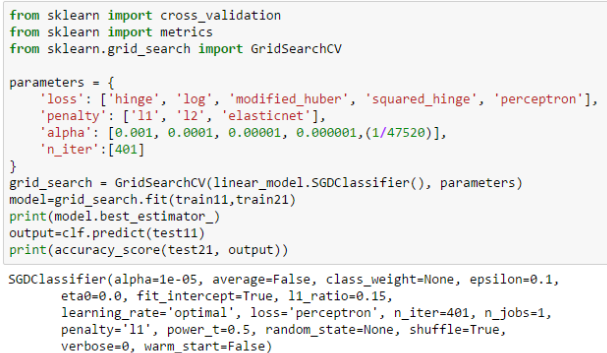 from sklearn import cross_validation
from sklearn import metrics
from sklearn.grid_search import GridSearchCV
parameters = {
    'loss': ['hinge', 'log', 'modified_huber', 'squared_hinge', 'perceptron'],
    'penalty': ['l1', 'l2', 'elasticnet'],
    'alpha': [0.001, 0.0001, 0.00001, 0.000001,(1/47520)],
    'n_iter':[401]
}
grid_search = GridSearchCV(linear_model.SGDClassifier(), parameters)
model=grid_search.fit(train11,train21)
print(model.best_estimator_)
output=clf.predict(test11)
print(accuracy_score(test21, output))
SGDClassifier(alpha=1e-05, average=False, class_weight=None, epsilon=0.1,
       eta0=0.0, fit_intercept=True, l1_ratio=0.15,
       learning_rate='optimal', loss='perceptron', n_iter=401, n_jobs=1,
       penalty='l1', power_t=0.5, random_state=None, shuffle=True,
       verbose=0, warm_start=False)